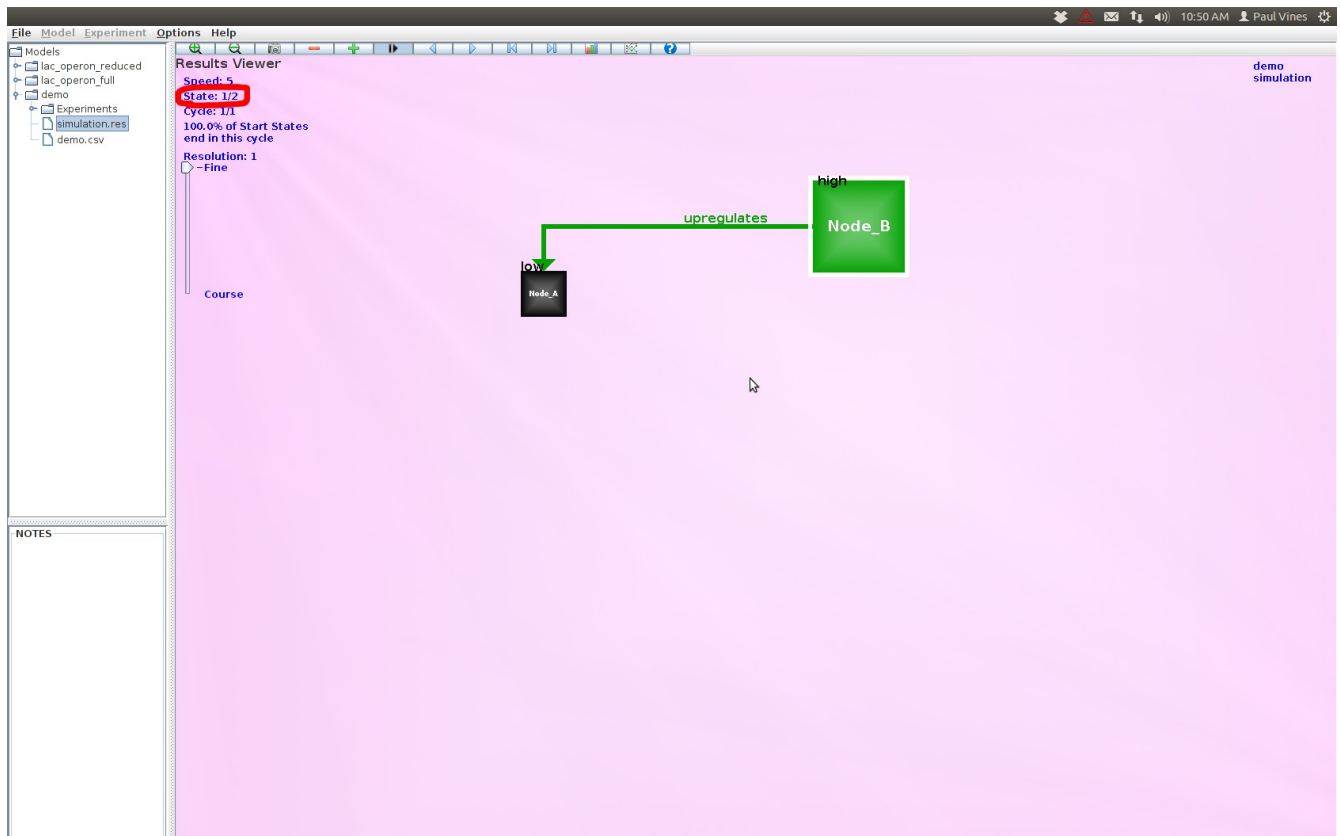 10:50 AM Paul Vines
File Model Experiment Options Help
Models
lac_operon_reduced
lac_operon_full
demo
Experiments
simulation.res
demo.csv
NOTES
Results Viewer
Speed: 5
State: 1/2
Cycle: 1/1
100.0% of Start States
end in this cycle
Resolution: 1
Fine
Course
demo
simulation
high
Node_B
upregulates
low
Node_A